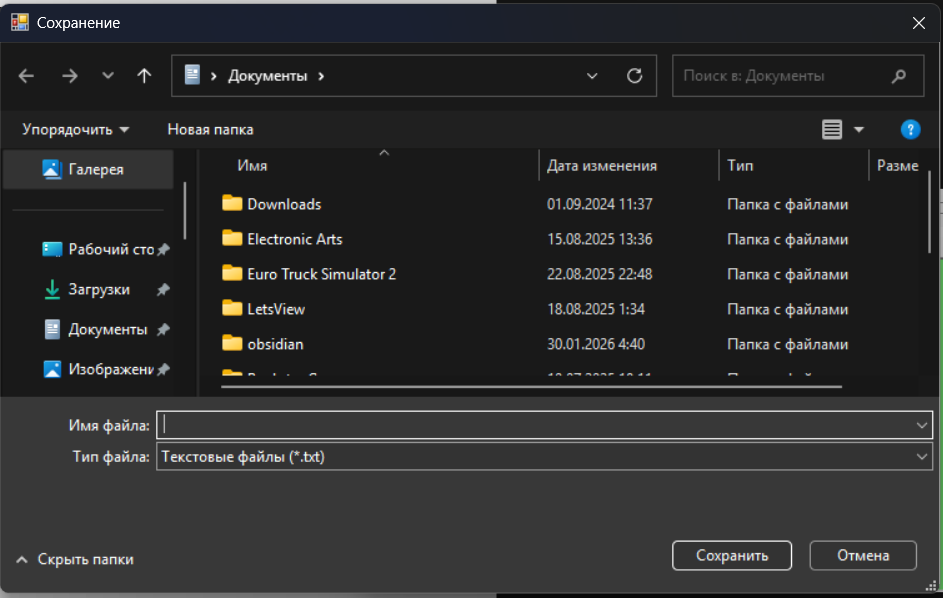 Сохранение
Документы
Поиск в: Документы
Упорядочить
Новая папка
?
Галерея
Рабочий сто
Загрузки
Документы
Изображени
Имя Дата изменения Тип Разме
Downloads 01.09.2024 11:37 Папка с файлами
Electronic Arts 15.08.2025 13:36 Папка с файлами
Euro Truck Simulator 2 22.08.2025 22:48 Папка с файлами
LetsView 18.08.2025 1:34 Папка с файлами
obsidian 30.01.2026 4:40 Папка с файлами
Имя файла:
Тип файла: Текстовые файлы (*.txt)
Скрыть папки
Сохранить
Отмена